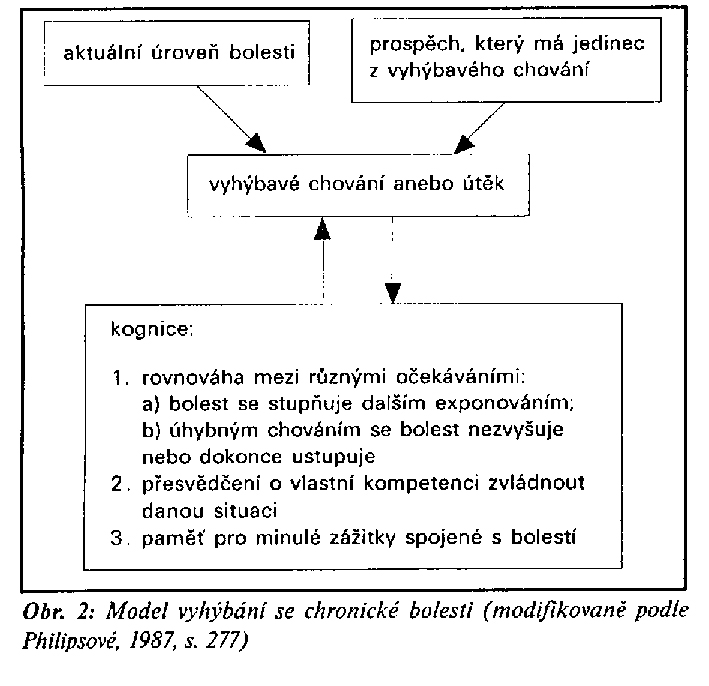 aktuální úroveň bolesti
prospěch, který má jedinec
z vyhýbavého chování
vyhýbavé chování anebo útěk
kognice:
1. rovnováha mezi různými očekáváními:
a) bolest se stupňuje dalším exponováním;
b) úhybným chováním se bolest nezvyšuje
nebo dokonce ustupuje
2. přesvědčení o vlastní kompetenci zvládnout
danou situaci
3. paměť pro minulé zážitky spojené s bolestí
Obr. 2: Model vyhýbání se chronické bolesti (modifikovaně podle
Philipsové, 1987, s. 277)